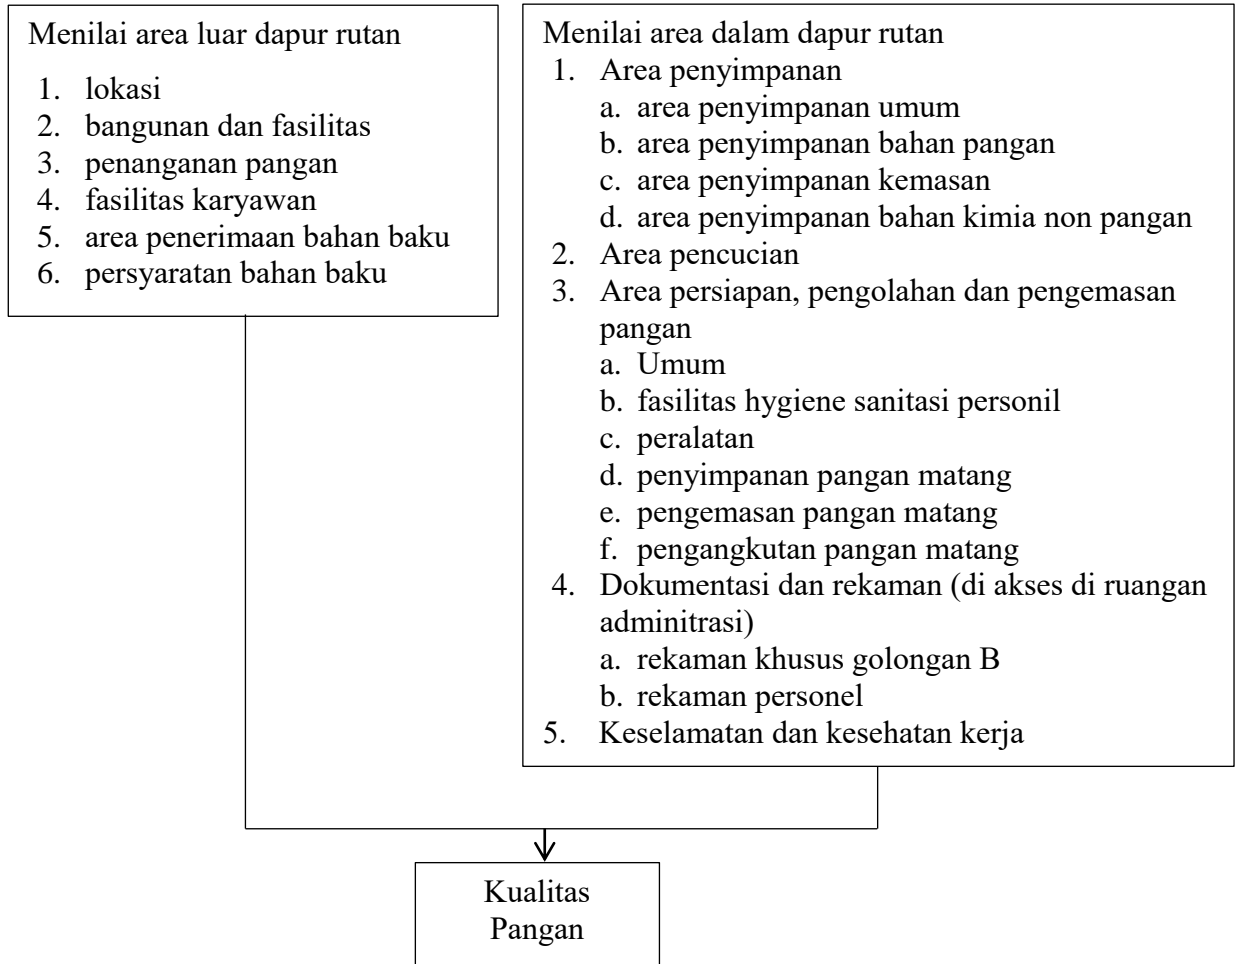 Menilai area luar dapur rutan
1. lokasi
2. bangunan dan fasilitas
3. penanganan pangan
4. fasilitas karyawan
5. area penerimaan bahan baku
6. persyaratan bahan baku
Menilai area dalam dapur rutan
1. Area penyimpanan
a. area penyimpanan umum
b. area penyimpanan bahan pangan
c. area penyimpanan kemasan
d. area penyimpanan bahan kimia non pangan
2. Area pencucian
3. Area persiapan, pengolahan dan pengemasan
pangan
a. Umum
b. fasilitas hygiene sanitasi personil
c. peralatan
d. penyimpanan pangan matang
e. pengemasan pangan matang
f. pengangkutan pangan matang
4. Dokumentasi dan rekaman (di akses di ruangan
adminitrasi)
a. rekaman khusus golongan B
b. rekaman personel
5. Keselamatan dan kesehatan kerja
Kualitas
Pangan